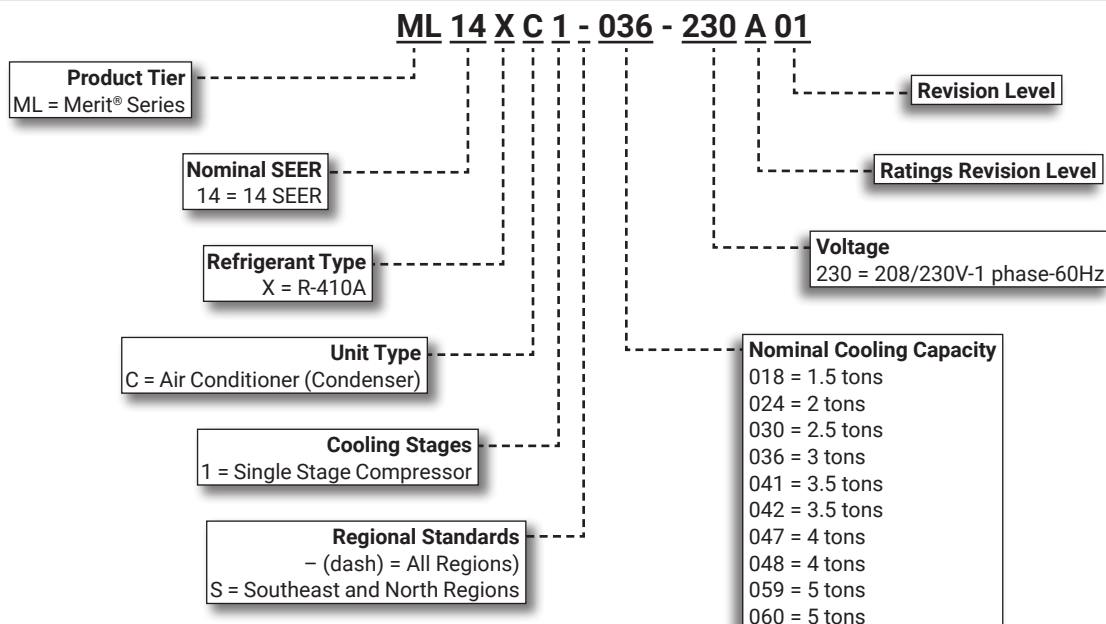 ML 14 X C 1 - 036 - 230 A 01
Product Tier
ML = Merit® Series
Revision Level
Nominal SEER
14 = 14 SEER
Ratings Revision Level
Refrigerant Type
X = R-410A
Voltage
230 = 208/230V-1 phase-60Hz
Unit Type
C = Air Conditioner (Condenser)
Cooling Stages
1 = Single Stage Compressor
Regional Standards
– (dash) = All Regions)
S = Southeast and North Regions
Nominal Cooling Capacity
018 = 1.5 tons
024 = 2 tons
030 = 2.5 tons
036 = 3 tons
041 = 3.5 tons
042 = 3.5 tons
047 = 4 tons
048 = 4 tons
059 = 5 tons
060 = 5 tons